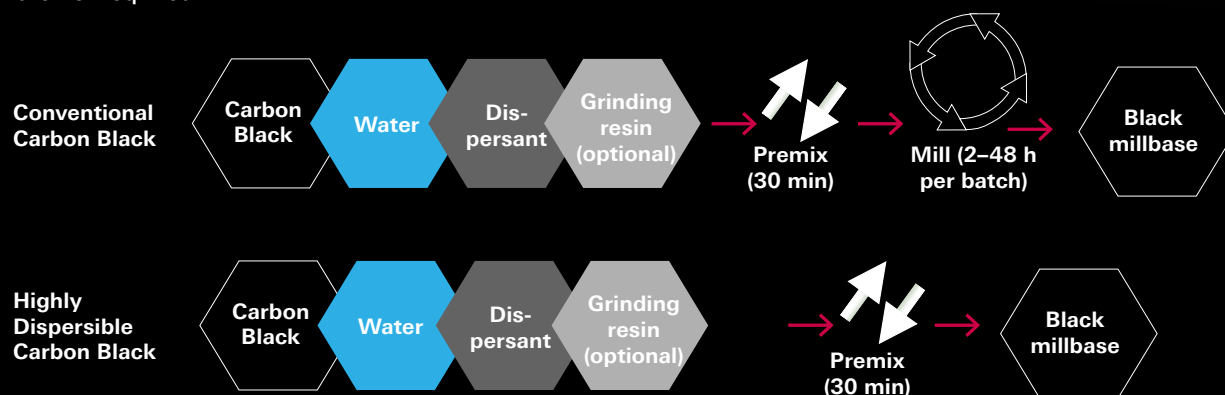 Conventional
Carbon Black
Carbon
Black
Water
Dis-
persant
Grinding
resin
(optional)
Premix
(30 min)
Mill (2–48 h
per batch)
Black
millbase
Highly
Dispersible
Carbon Black
Carbon
Black
Water
Dis-
persant
Grinding
resin
(optional)
Premix
(30 min)
Black
millbase